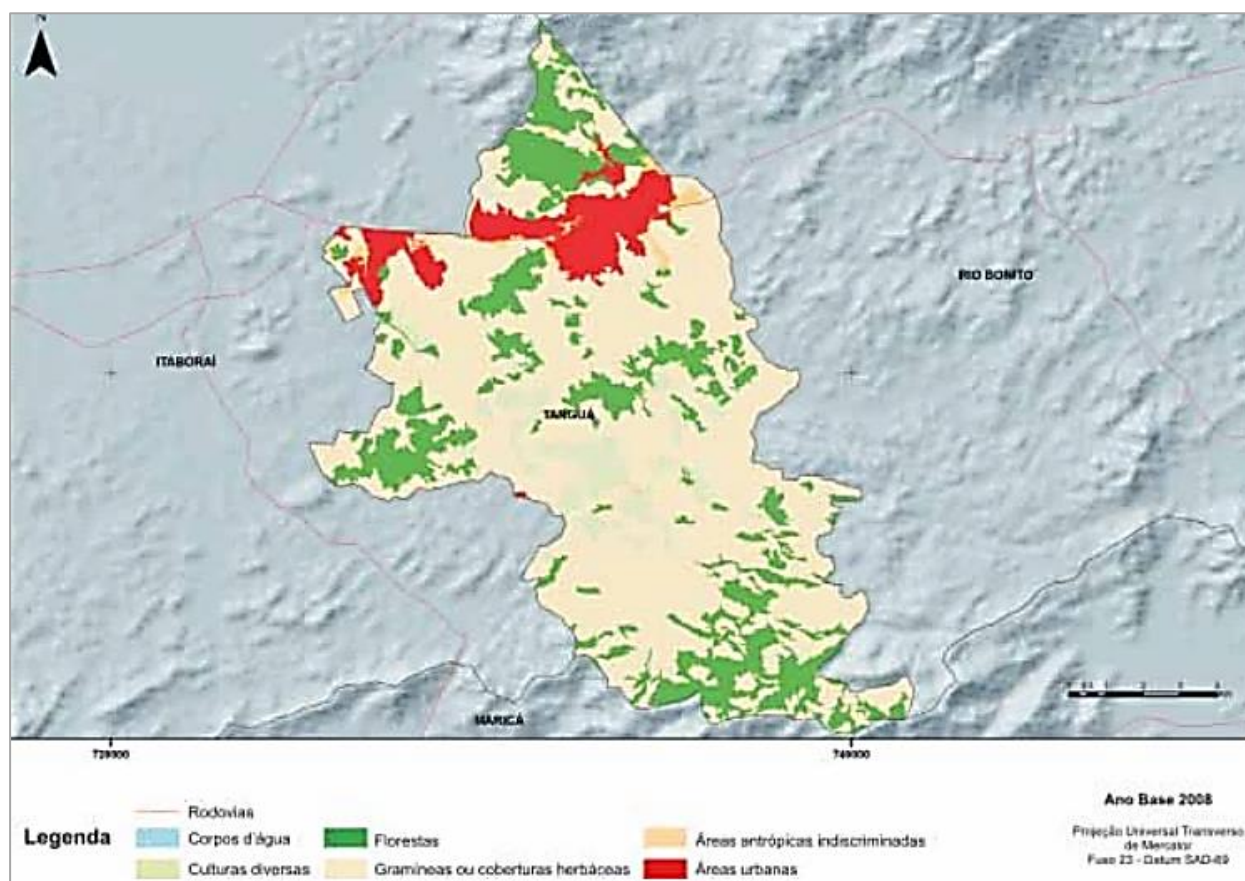 N
RIO BONITO
ITABORAÍ
TANGUÁ
MARICÁ
729000
749000
Legenda
Rodovias
Corpos d'água
Florestas
Áreas antrópicas indiscriminadas
Culturas diversas
Gramíneas ou coberturas herbáceas
Áreas urbanas
Ano Base 2008
Projeção Universal Transverso
de Mercator
Fuso 23 - Datum SAD-69